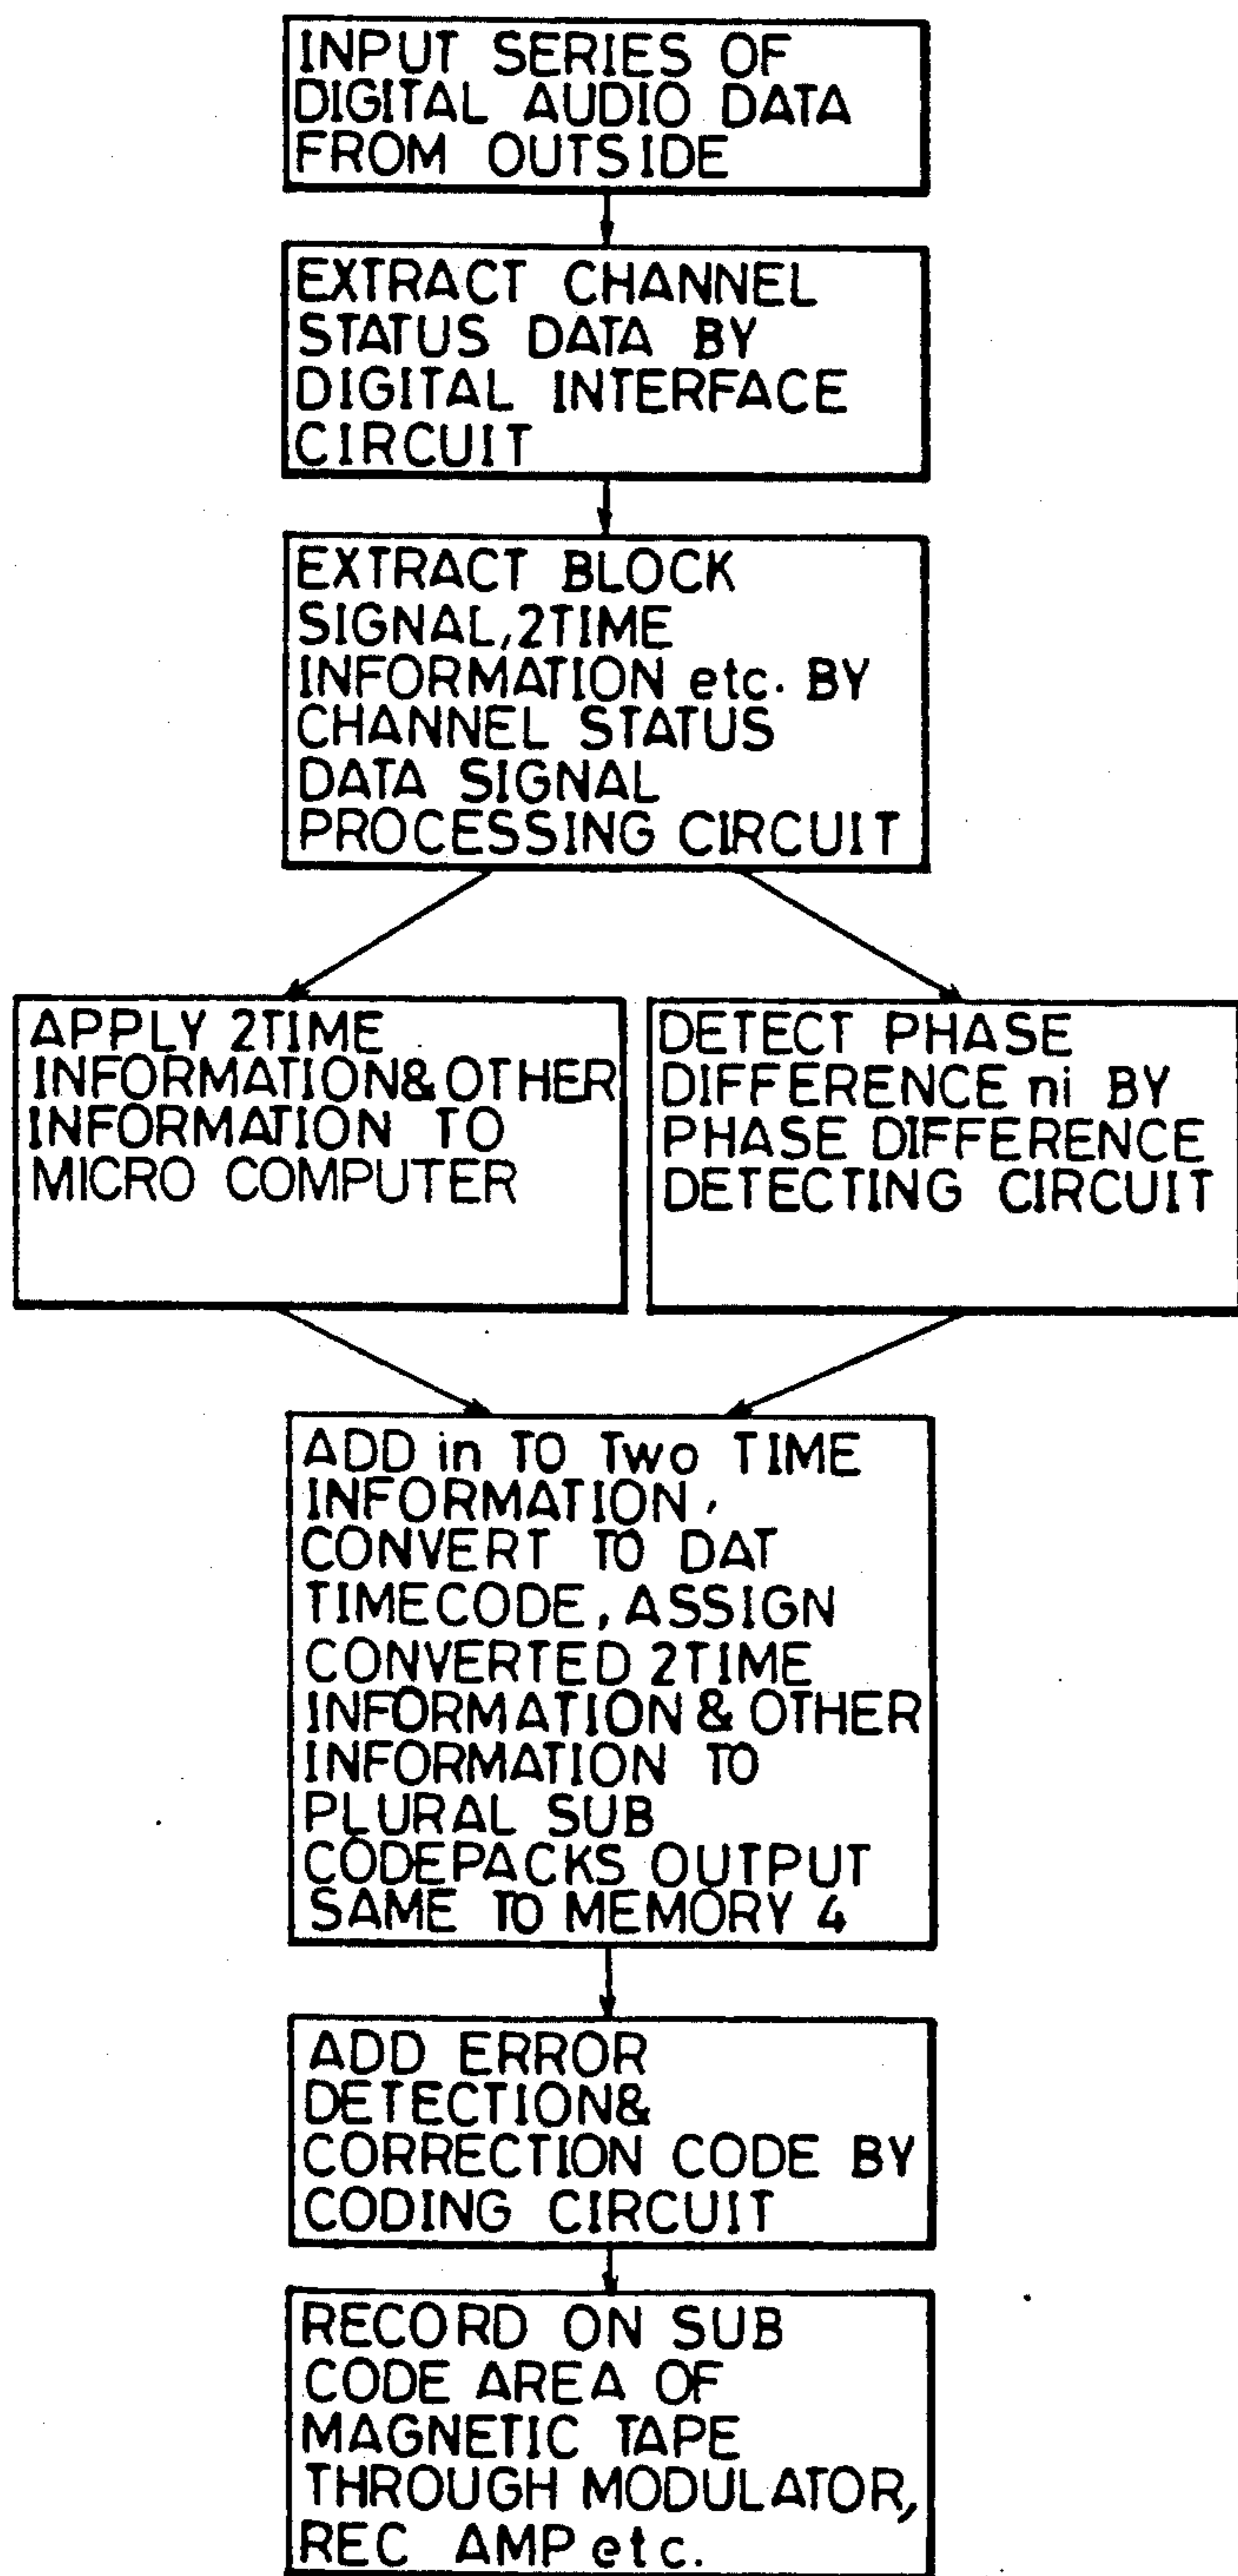 INPUT SERIES OF
DIGITAL AUDIO DATA
FROM OUTSIDE
EXTRACT CHANNEL
STATUS DATA BY
DIGITAL INTERFACE
CIRCUIT
EXTRACT BLOCK
SIGNAL,2TIME
INFORMATION etc. BY
CHANNEL STATUS
DATA SIGNAL
PROCESSING CIRCUIT
APPLY 2TIME
INFORMATION&OTHER
INFORMATION TO
MICRO COMPUTER
DETECT PHASE
DIFFERENCE ni BY
PHASE DIFFERENCE
DETECTING CIRCUIT
ADD in TO Two TIME
INFORMATION,
CONVERT TO DAT
TIMECODE, ASSIGN
CONVERTED 2TIME
INFORMATION & OTHER
INFORMATION TO
PLURAL SUB
CODEPACKS OUTPUT
SAME TO MEMORY 4
ADD ERROR
DETECTION&
CORRECTION CODE BY
CODING CIRCUIT
RECORD ON SUB
CODE AREA OF
MAGNETIC TAPE
THROUGH MODULATOR,
REC AMP etc.